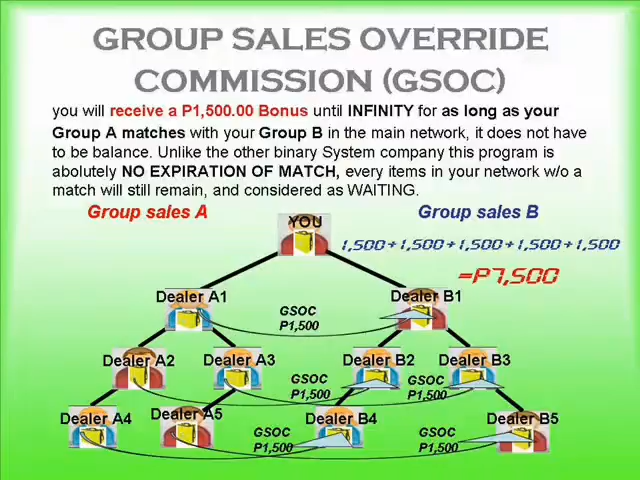 GROUP SALES OVERRIDE
COMMISSION (GSOC)
you will receive a P1,500.00 Bonus until INFINITY for as long as your
Group A matches with your Group B in the main network, it does not have
to be balance. Unlike the other binary System company this program is
abolutely NO EXPIRATION OF MATCH, every items in your network w/o a
match will still remain, and considered as WAITING.
Group sales A
Group sales B
YOU
1,500+1,500+1,500+1,500+1,500
=P7,500
Dealer A1
Dealer B1
GSOC
P1,500
Dealer A2
Dealer A3
Dealer B2
Dealer B3
GSOC
P1,500
GSOC
P1,500
Dealer A4
Dealer A5
Dealer B4
Dealer B5
GSOC
P1,500
GSOC
P1,500